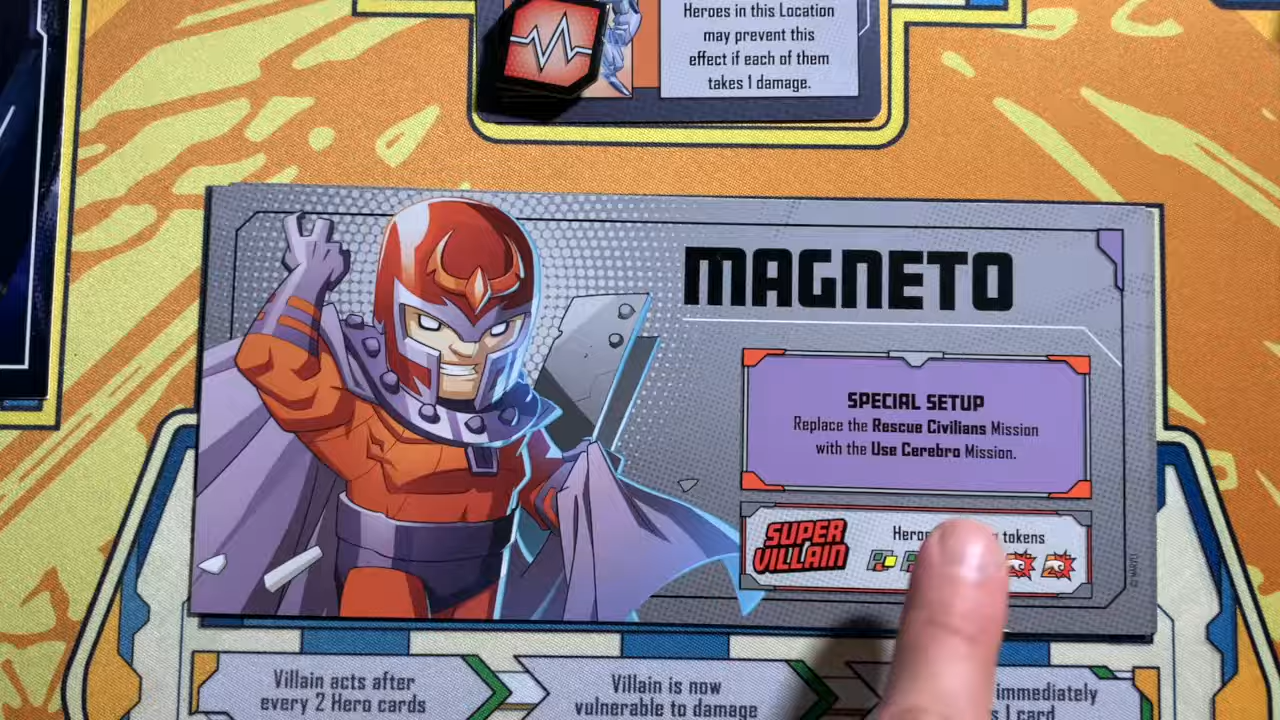 Heroes in this Location
may prevent this
effect if each of them
takes 1 damage.
MAGNETO
SPECIAL SETUP
Replace the Rescue Civilians Mission
with the Use Cerebro Mission.
SUPER
VILLAIN
tokens
Villain acts after
every 2 Hero cards
Villain is now
vulnerable to damage
immediately
1 card